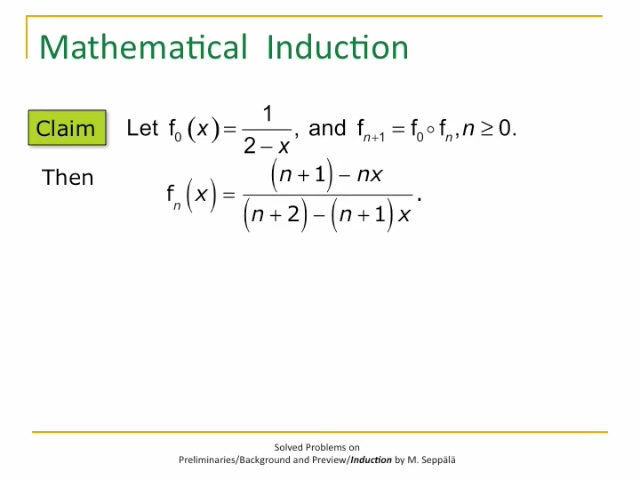 Mathematical Induction
Claim Let f₀(x) = 1/(2 − x), and fₙ₊₁ = f₀ ∘ fₙ, n ≥ 0.
Then fₙ(x) = ((n + 1) − nx)/((n + 2) − (n + 1)x).
Solved Problems on
Preliminaries/Background and Preview/Induction by M. Seppälä